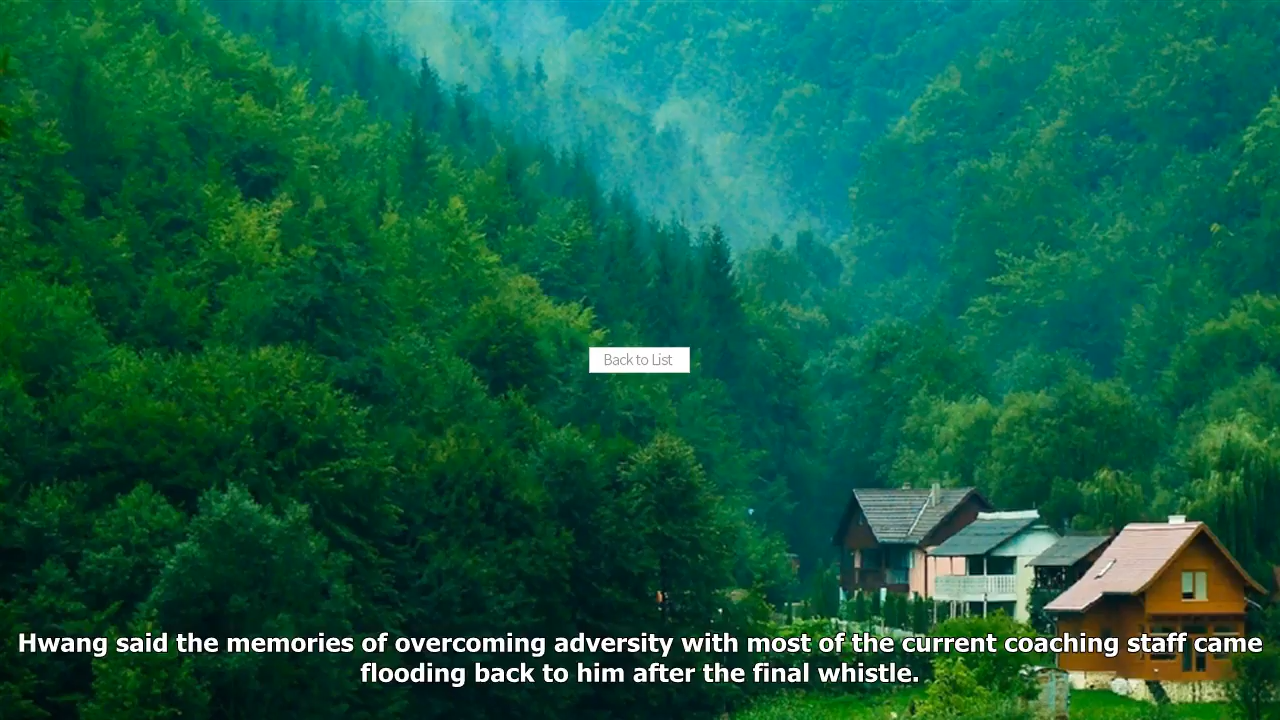 Back to List
Hwang said the memories of overcoming adversity with most of the current coaching staff came
flooding back to him after the final whistle.